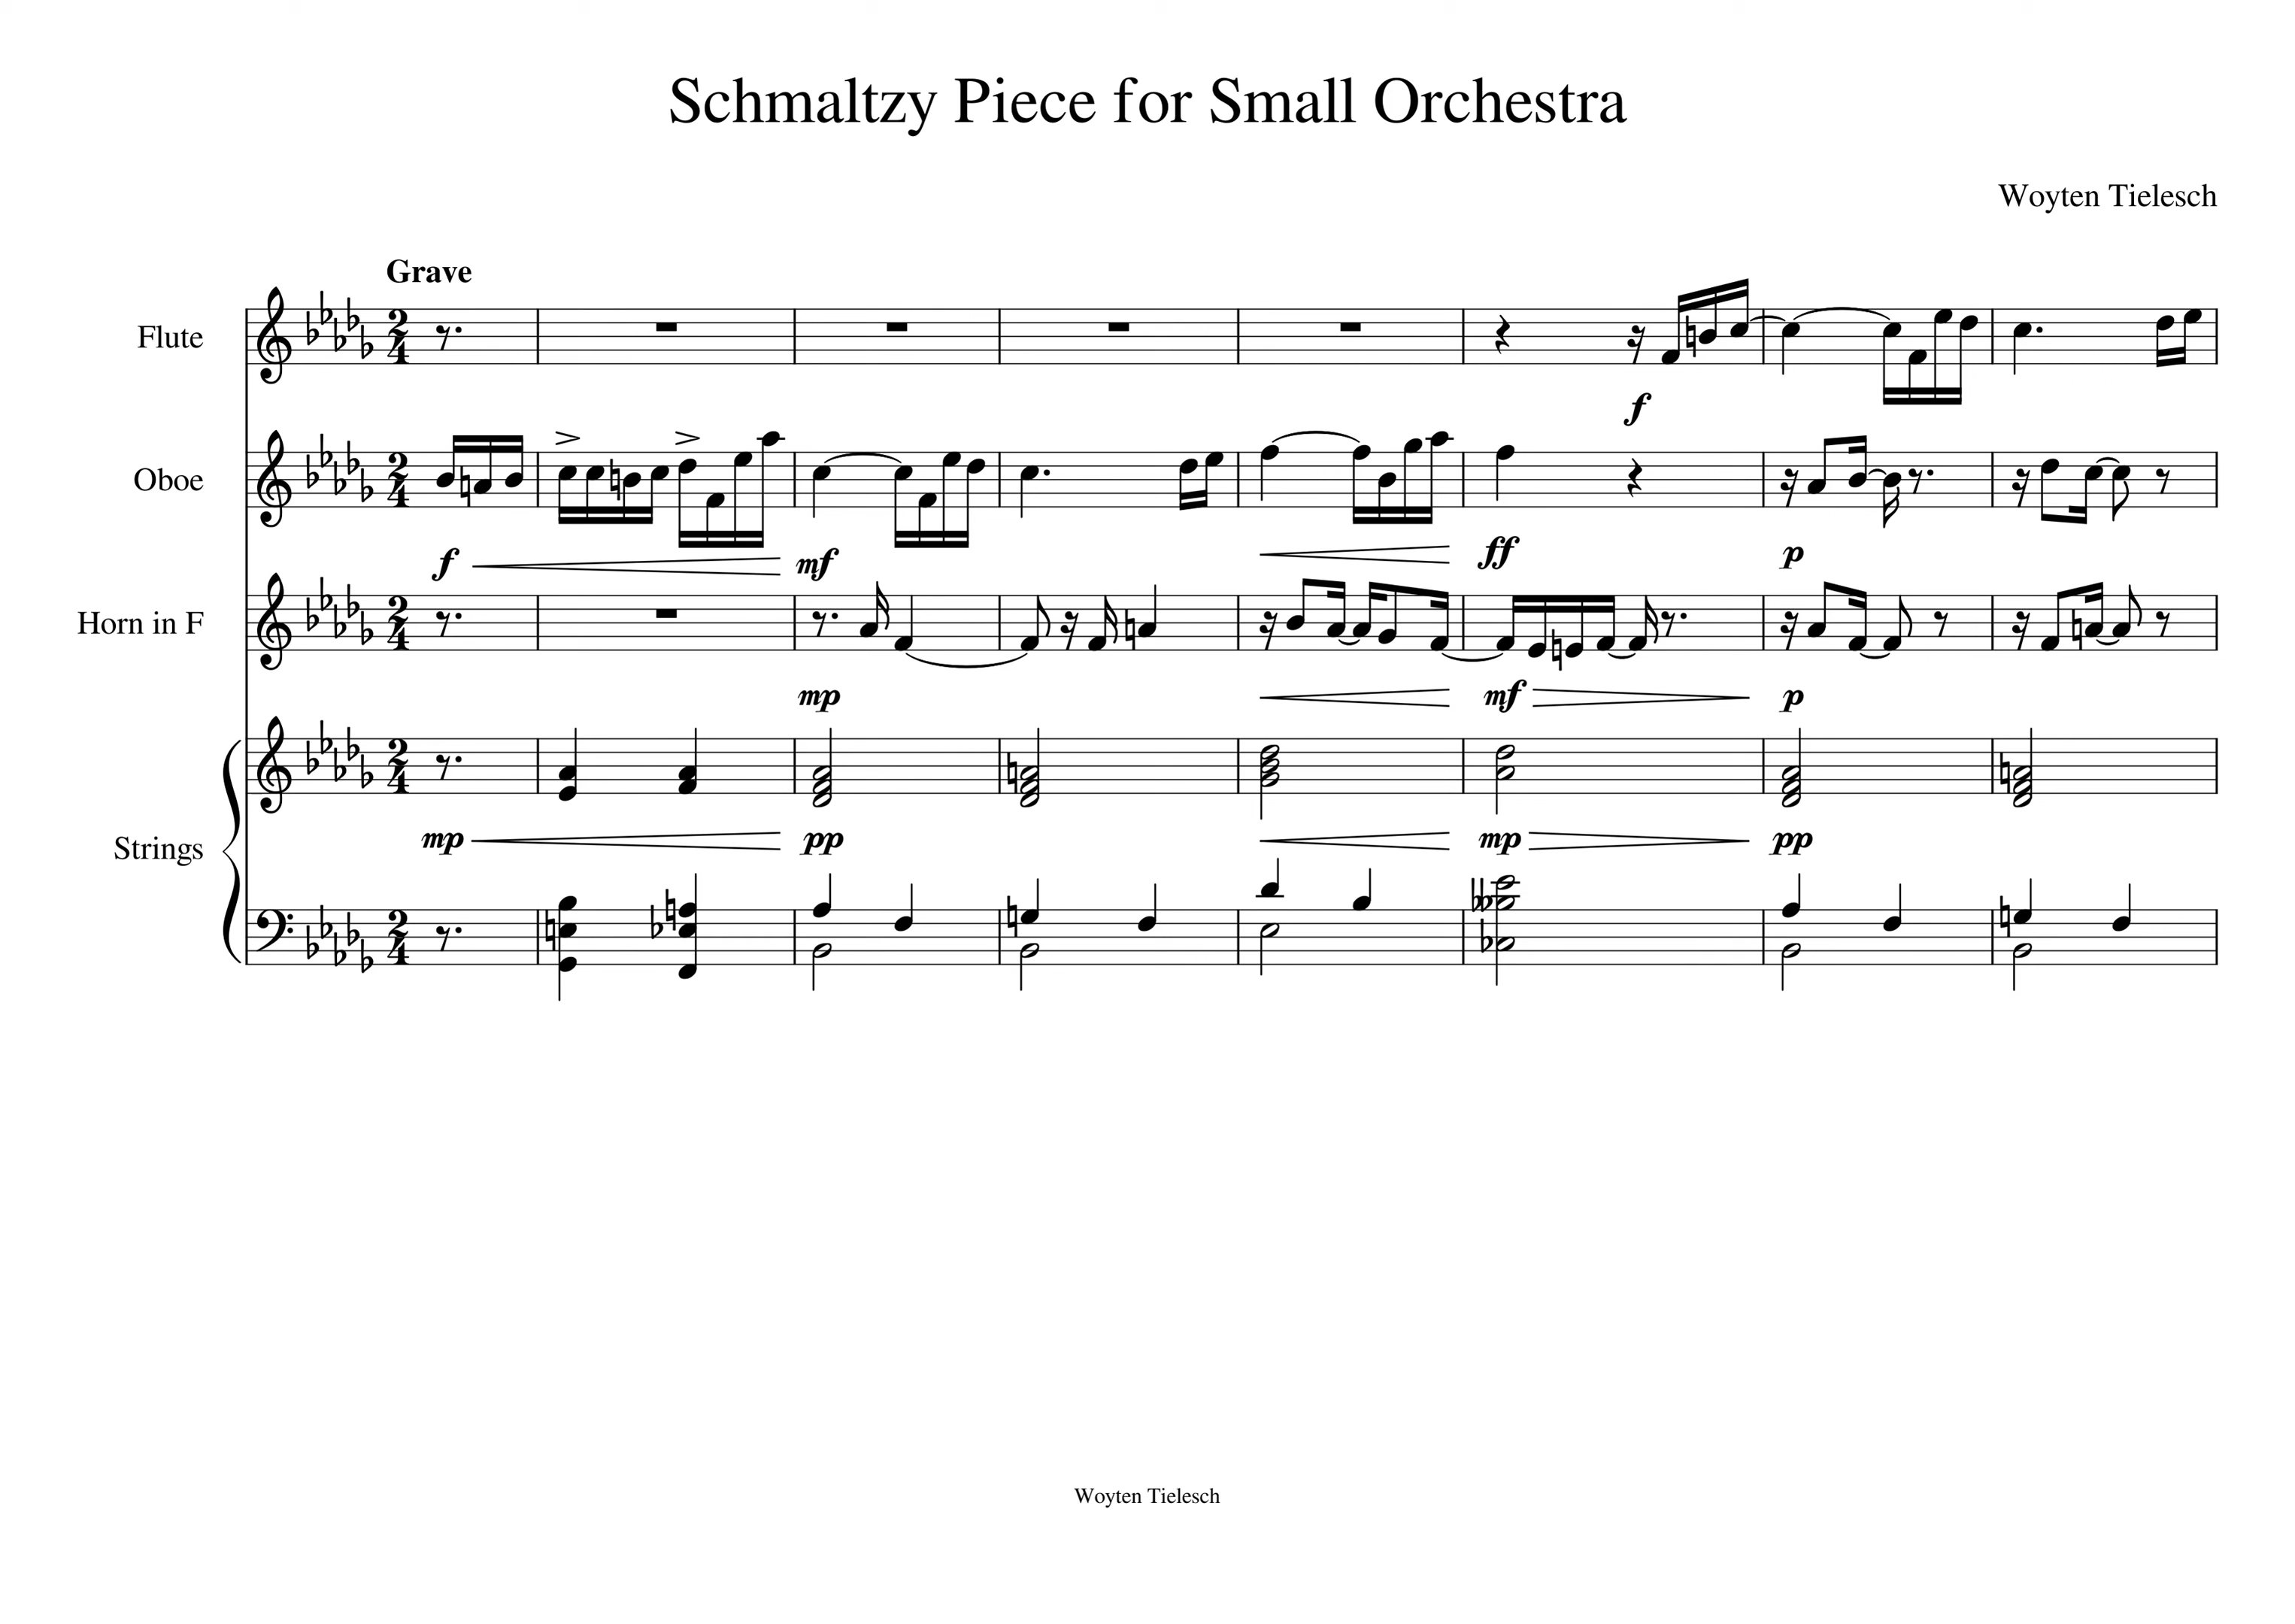 Schmaltzy Piece for Small Orchestra
Woyten Tielesch
Grave
Flute
f
Oboe
f mf ff p
Horn in F
mp mf p
Strings
mp pp mp pp
Woyten Tielesch